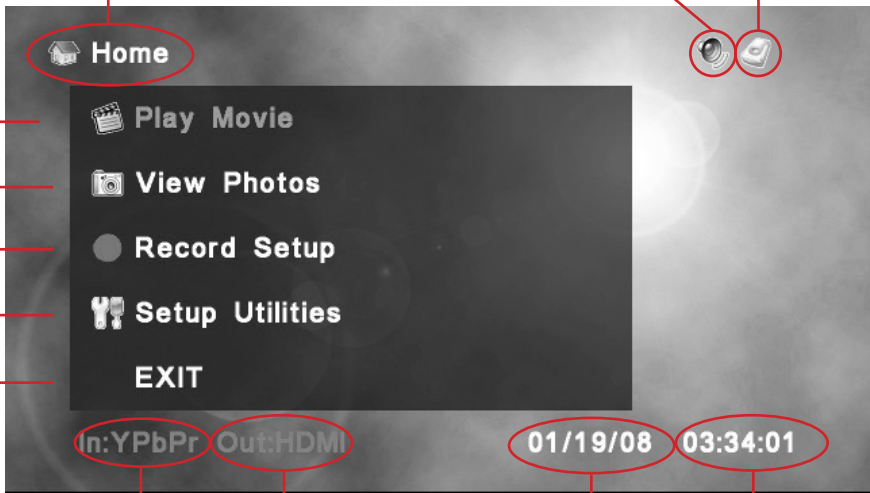 Home
Play Movie
View Photos
Record Setup
Setup Utilities
EXIT
In:YPbPr Out:HDMI 01/19/08 03:34:01